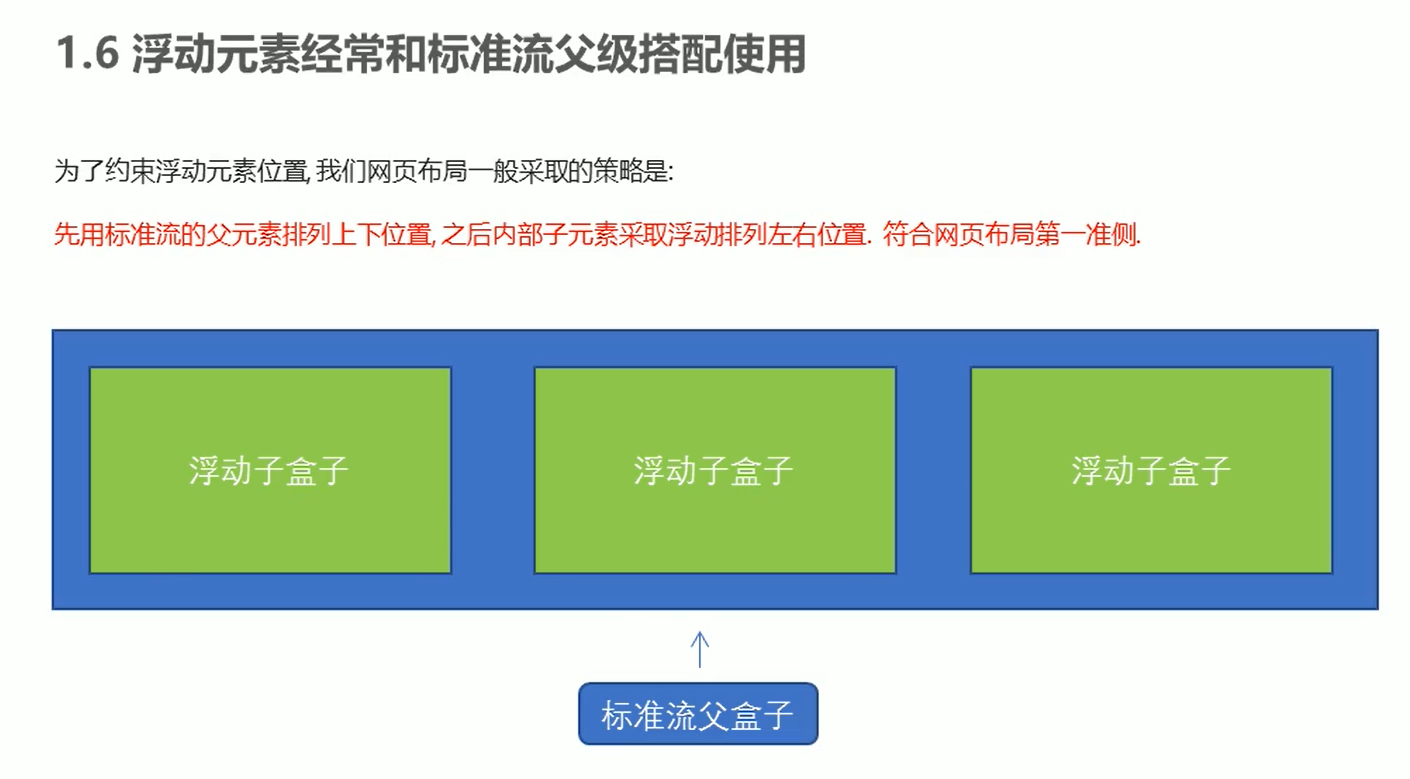 1.6 浮动元素经常和标准流父级搭配使用
为了约束浮动元素位置, 我们网页布局一般采取的策略是:
先用标准流的父元素排列上下位置, 之后内部子元素采取浮动排列左右位置. 符合网页布局第一准侧.
浮动子盒子
浮动子盒子
浮动子盒子
标准流父盒子